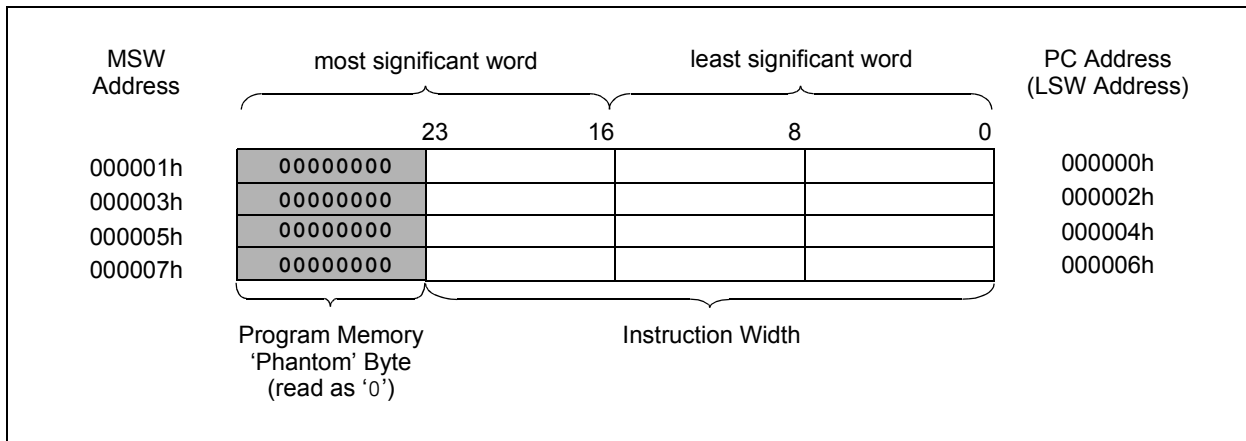 MSW
Address
most significant word
least significant word
PC Address
(LSW Address)
23
16
8
0
000001h
00000000
000000h
000003h
00000000
000002h
000005h
00000000
000004h
000007h
00000000
000006h
Program Memory
‘Phantom’ Byte
(read as ‘0’)
Instruction Width